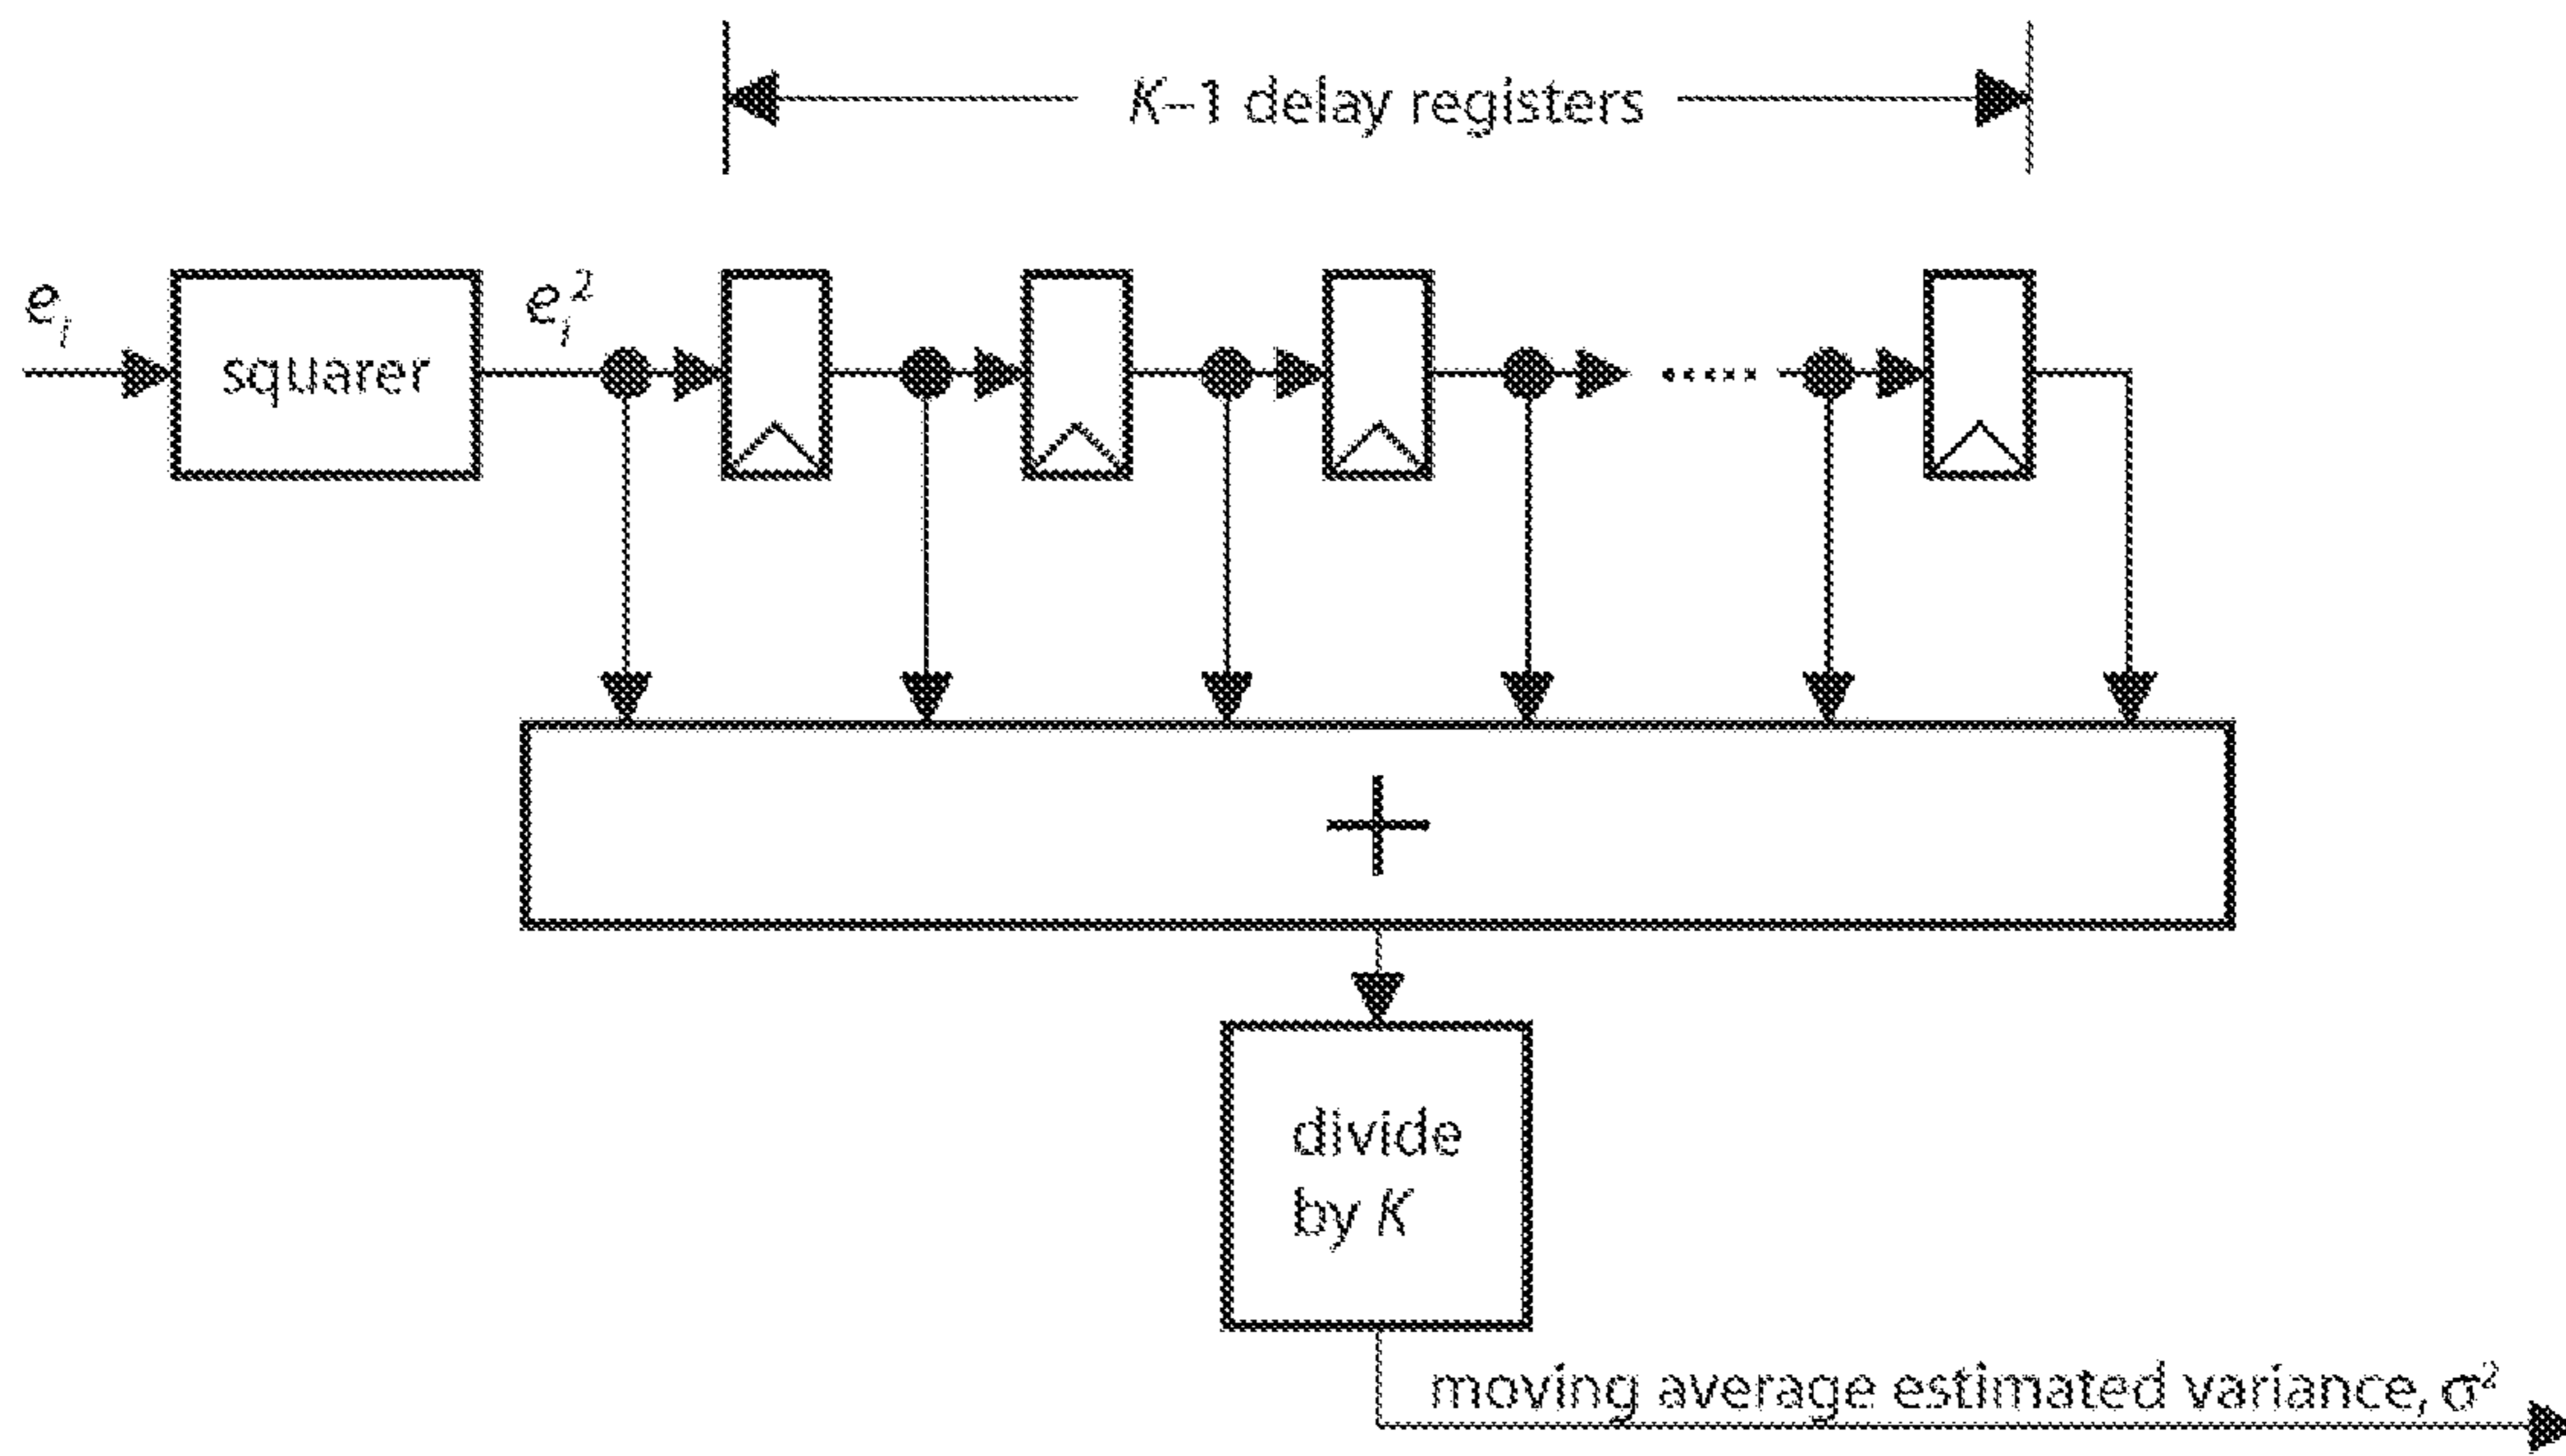 K–1 delay registers
e_i
squarer
e_i^2
+
divide
by K
moving average estimated variance, σ²